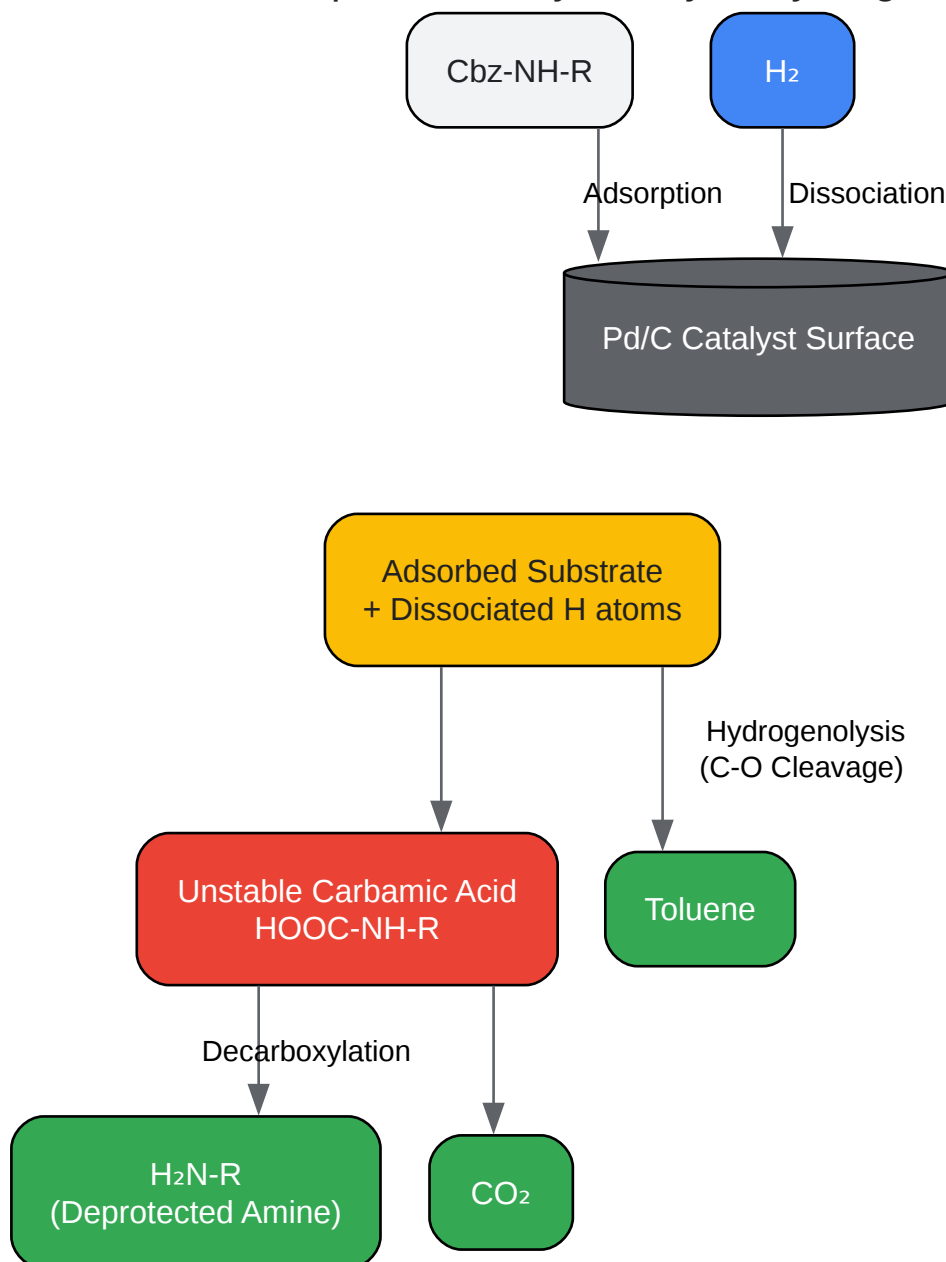 Cbz-NH-R
H₂
Adsorption
Dissociation
Pd/C Catalyst Surface
Adsorbed Substrate
+ Dissociated H atoms
Hydrogenolysis
(C-O Cleavage)
Unstable Carbamic Acid
HOOC-NH-R
Toluene
Decarboxylation
H₂N-R
(Deprotected Amine)
CO₂